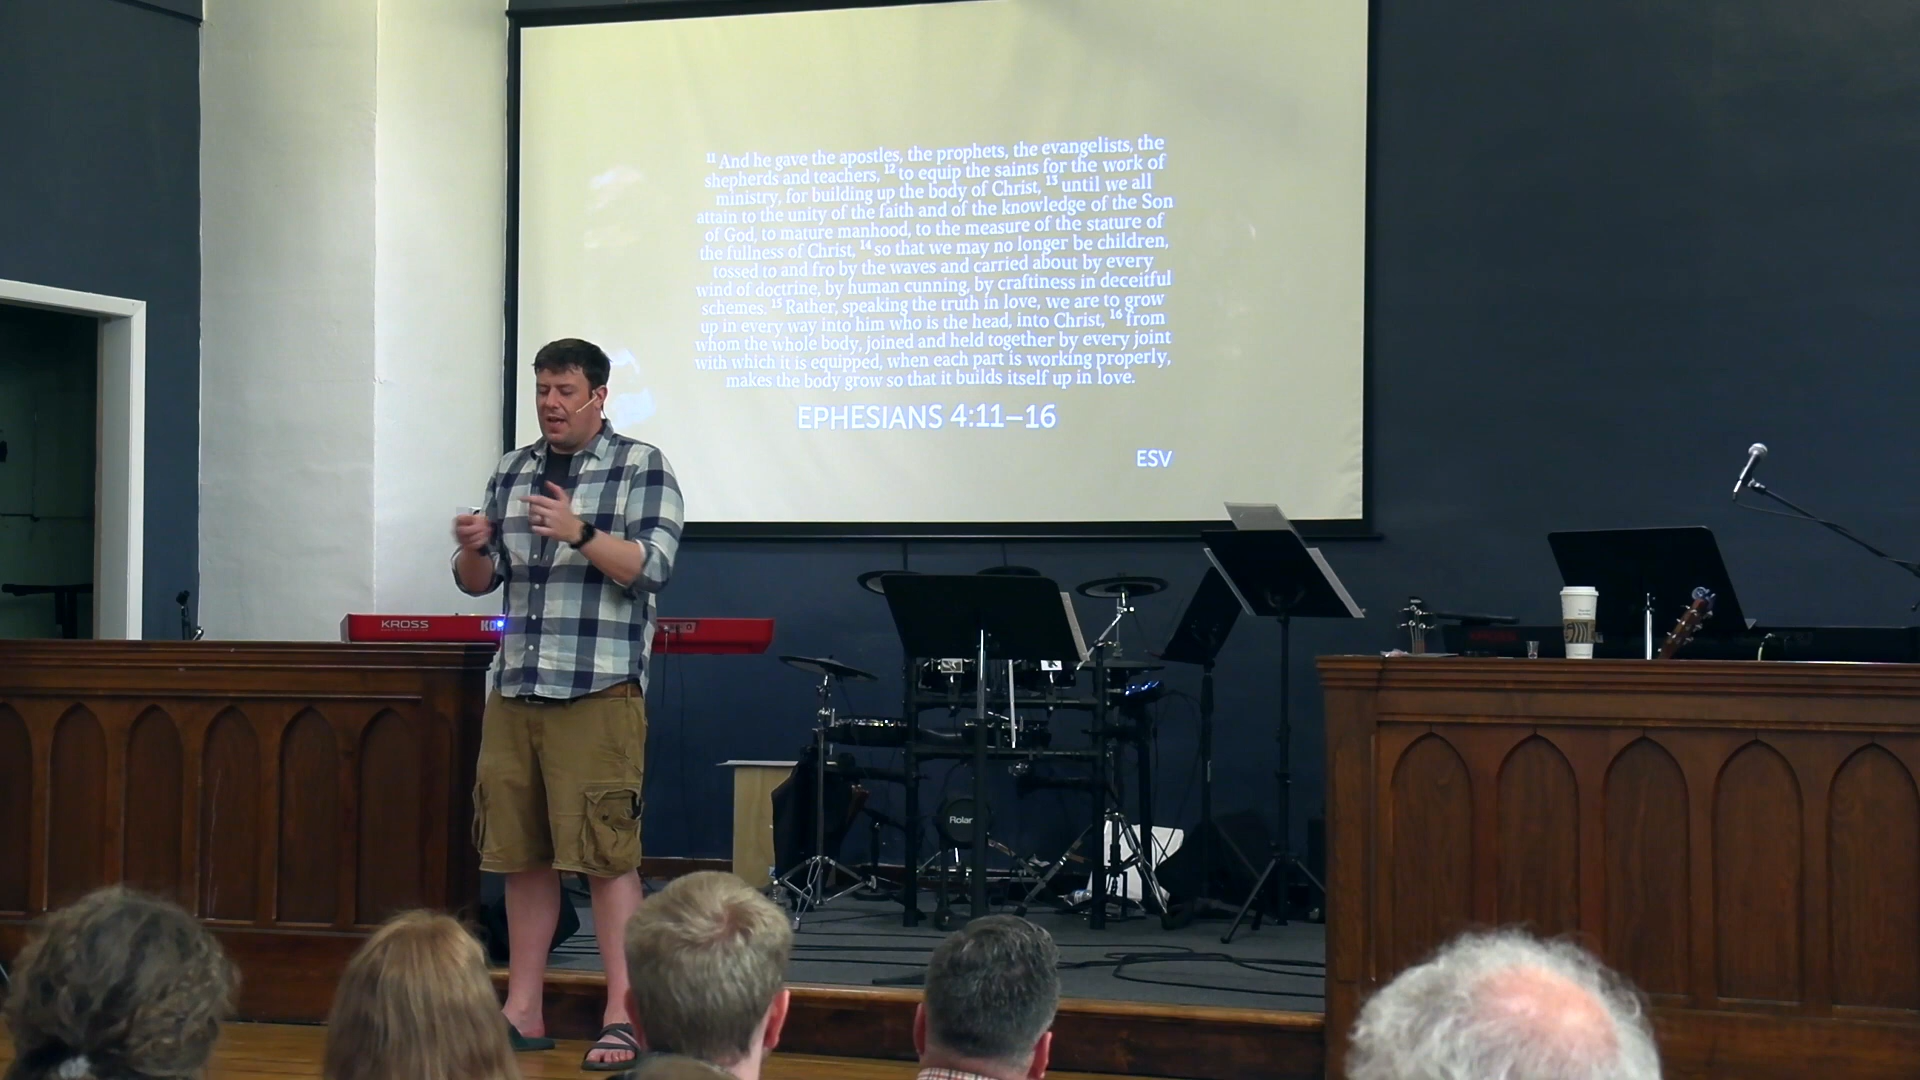 11 And he gave the apostles, the prophets, the evangelists, the
shepherds and teachers, 12 to equip the saints for the work of
ministry, for building up the body of Christ, 13 until we all
attain to the unity of the faith and of the knowledge of the Son
of God, to mature manhood, to the measure of the stature of
the fullness of Christ, 14 so that we may no longer be children,
tossed to and fro by the waves and carried about by every
wind of doctrine, by human cunning, by craftiness in deceitful
schemes. 15 Rather, speaking the truth in love, we are to grow
up in every way into him who is the head, into Christ, 16 from
whom the whole body, joined and held together by every joint
with which it is equipped, when each part is working properly,
makes the body grow so that it builds itself up in love.
EPHESIANS 4:11–16
ESV
KROSS